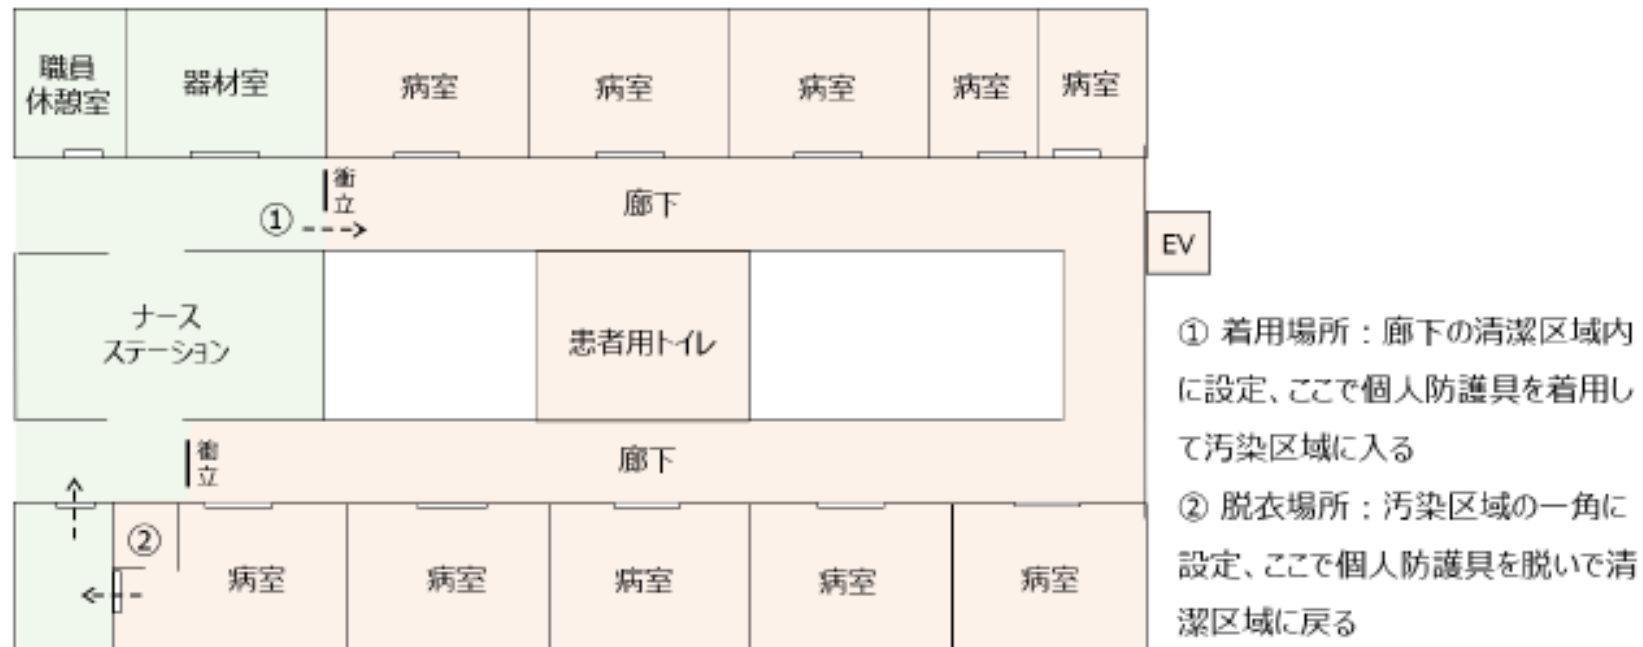 職員
休憩室
器材室
病室
病室
病室
病室
病室
衝
立
廊下
①
EV
ナース
ステーション
患者用トイレ
衝
立
廊下
②
病室
病室
病室
病室
病室
① 着用場所：廊下の清潔区域内
に設定、ここで個人防護具を着用し
て汚染区域に入る
② 脱衣場所：汚染区域の一角に
設定、ここで個人防護具を脱いで清
潔区域に戻る